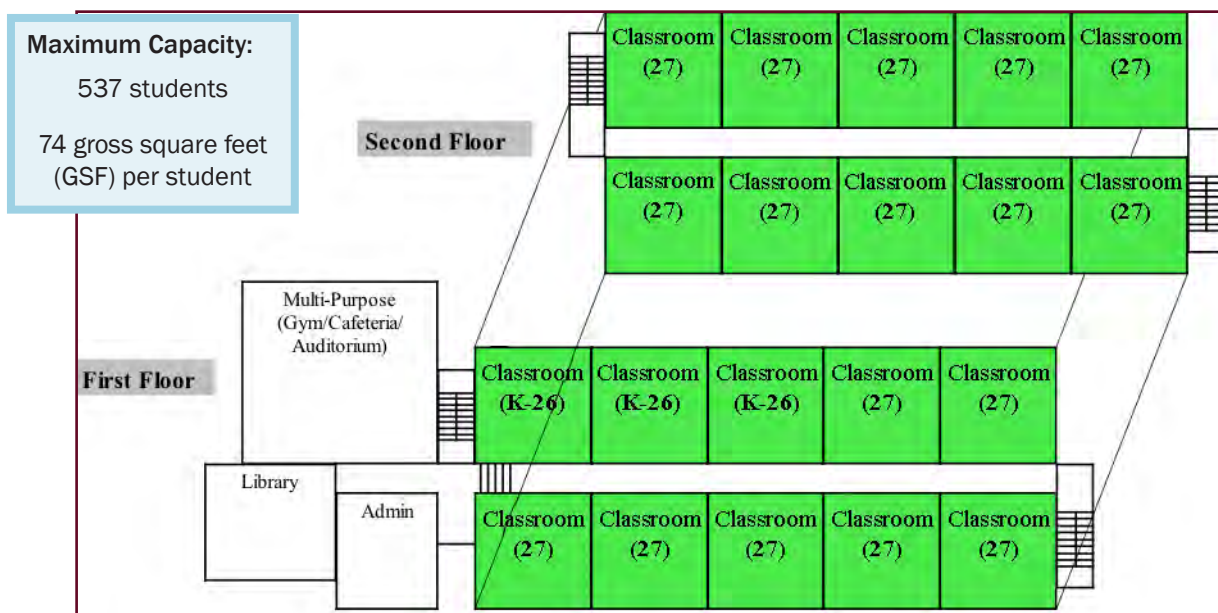 Maximum Capacity:
537 students
74 gross square feet
(GSF) per student
Second Floor
Classroom
(27)
Classroom
(27)
Classroom
(27)
Classroom
(27)
Classroom
(27)
Classroom
(27)
Classroom
(27)
Classroom
(27)
Classroom
(27)
Classroom
(27)
First Floor
Multi-Purpose
(Gym/Cafeteria/
Auditorium)
Classroom
(K-26)
Classroom
(K-26)
Classroom
(K-26)
Classroom
(27)
Classroom
(27)
Library
Admin
Classroom
(27)
Classroom
(27)
Classroom
(27)
Classroom
(27)
Classroom
(27)